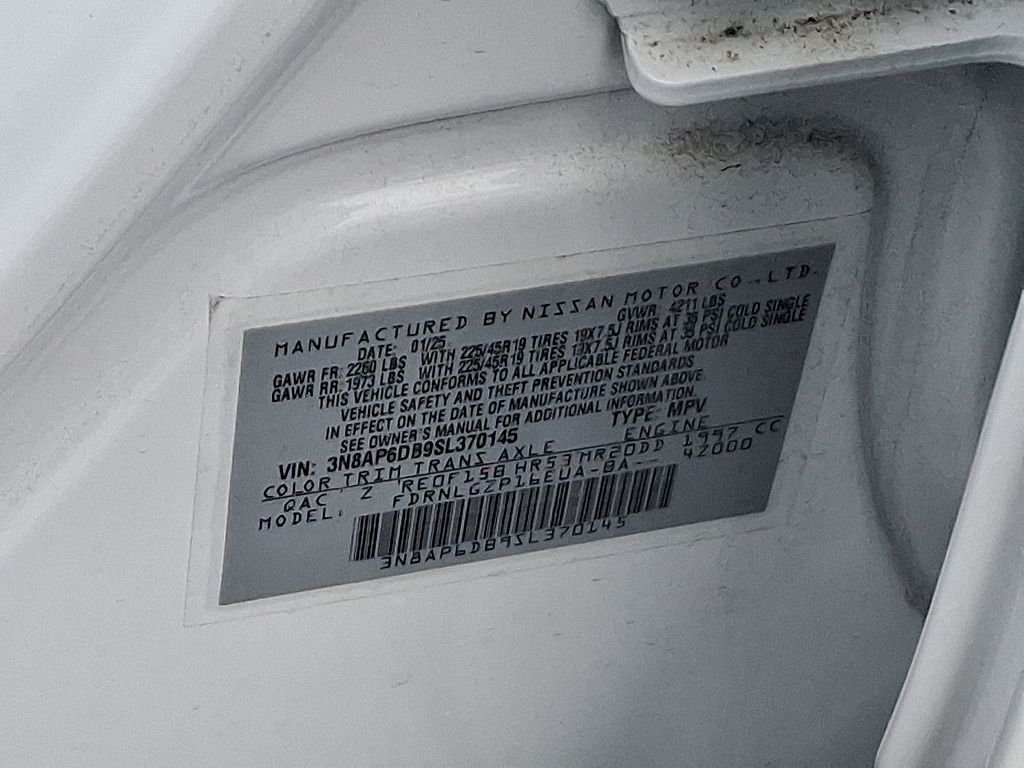 MANUFACTURED BY NISSAN MOTOR CO.,LTD.
DATE: 01/25 GVWR: 4211 LBS
GAWR FR: 2260 LBS WITH 225/45R19 TIRES 19X7.5J RIMS AT PSI COLD SINGLE
GAWR RR: 1973 LBS WITH 225/45R19 TIRES 19X7.5J RIMS AT 33 PSI COLD SINGLE
THIS VEHICLE CONFORMS TO ALL APPLICABLE FEDERAL MOTOR
VEHICLE SAFETY AND THEFT PREVENTION STANDARDS
IN EFFECT ON THE DATE OF MANUFACTURE SHOWN ABOVE
SEE OWNER'S MANUAL FOR ADDITIONAL INFORMATION
VIN: 3N8AP6DB9SL370145 TYPE: MPV
COLOR TRIM TRANS AXLE ENGINE
QAC Z RE0F15B HR53 MR20DD 1997 CC
MODEL: FDRNLGZP16EUA-BA-- 42000
3N8AP6DB9SL370145